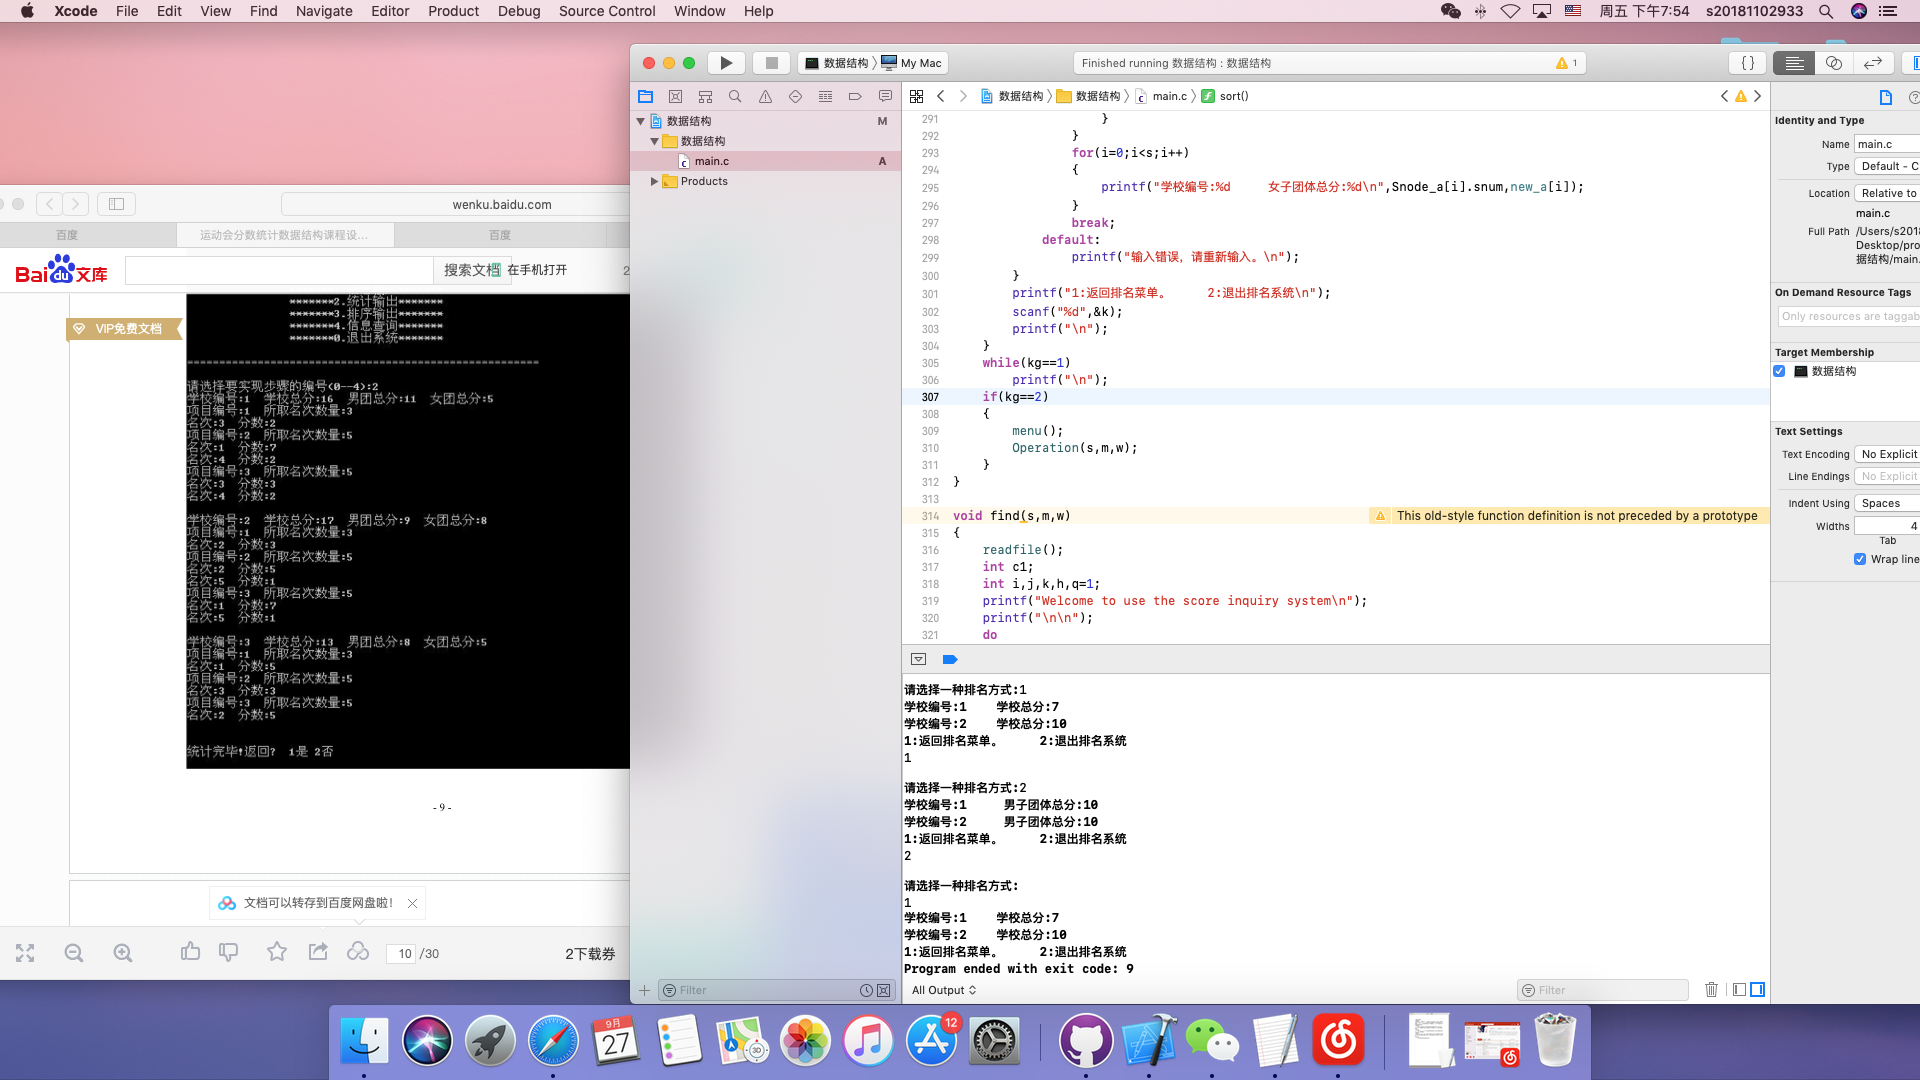 Xcode File Edit View Find Navigate Editor Product Debug Source Control Window Help
周五 下午7:54 s20181102933
wenku.baidu.com
百度
运动会分数统计数据结构课程设...
百度
Bai du 文库
搜索文档
在手机打开
2
VIP免费文档
*******2.统计输出*******
*******3.排序输出*******
*******4.信息查询*******
*******0.退出系统*******
请选择要实现步骤的编号(0--4):2
学校编号:1 学校总分:16 男团总分:11 女团总分:5
项目编号:1 所取名次数量:3
名次:3 分数:2
项目编号:2 所取名次数量:5
名次:1 分数:7
名次:4 分数:2
项目编号:3 所取名次数量:5
名次:3 分数:3
名次:4 分数:2
学校编号:2 学校总分:17 男团总分:9 女团总分:8
项目编号:1 所取名次数量:3
名次:2 分数:3
项目编号:2 所取名次数量:5
名次:2 分数:5
名次:5 分数:1
项目编号:3 所取名次数量:5
名次:1 分数:7
名次:5 分数:1
学校编号:3 学校总分:13 男团总分:8 女团总分:5
项目编号:1 所取名次数量:3
名次:1 分数:5
项目编号:2 所取名次数量:5
名次:3 分数:3
项目编号:3 所取名次数量:5
名次:2 分数:5
统计完毕!返回? 1是 2否
- 9 -
文档可以转存到百度网盘啦!
10 /30
2下载券
数据结构 〉 My Mac
Finished running 数据结构 : 数据结构
1
数据结构 M
数据结构
main.c A
Products
Filter
数据结构 〉 数据结构 〉 main.c 〉 sort()
291 }
292 }
293 for(i=0;i<s;i++)
294 {
295 printf("学校编号:%d 女子团体总分:%d\n",Snode_a[i].snum,new_a[i]);
296 }
297 break;
298 default:
299 printf("输入错误，请重新输入。\n");
300 }
301 printf("1:返回排名菜单。 2:退出排名系统\n");
302 scanf("%d",&k);
303 printf("\n");
304 }
305 while(kg==1)
306 printf("\n");
307 if(kg==2)
308 {
309 menu();
310 Operation(s,m,w);
311 }
312 }
313
314 void find(s,m,w) This old-style function definition is not preceded by a prototype
315 {
316 readfile();
317 int c1;
318 int i,j,k,h,q=1;
319 printf("Welcome to use the score inquiry system\n");
320 printf("\n\n");
321 do
请选择一种排名方式:1
学校编号:1 学校总分:7
学校编号:2 学校总分:10
1:返回排名菜单。 2:退出排名系统
1
请选择一种排名方式:2
学校编号:1 男子团体总分:10
学校编号:2 男子团体总分:10
1:返回排名菜单。 2:退出排名系统
2
请选择一种排名方式:
1
学校编号:1 学校总分:7
学校编号:2 学校总分:10
1:返回排名菜单。 2:退出排名系统
Program ended with exit code: 9
All Output
Filter
Identity and Type
Name main.c
Type Default - C
Location Relative to
main.c
Full Path /Users/s2018
Desktop/pro
据结构/main.
On Demand Resource Tags
Only resources are taggab
Target Membership
数据结构
Text Settings
Text Encoding No Explicit
Line Endings No Explicit
Indent Using Spaces
Widths 4
Tab
Wrap line
9月
27
3D
12